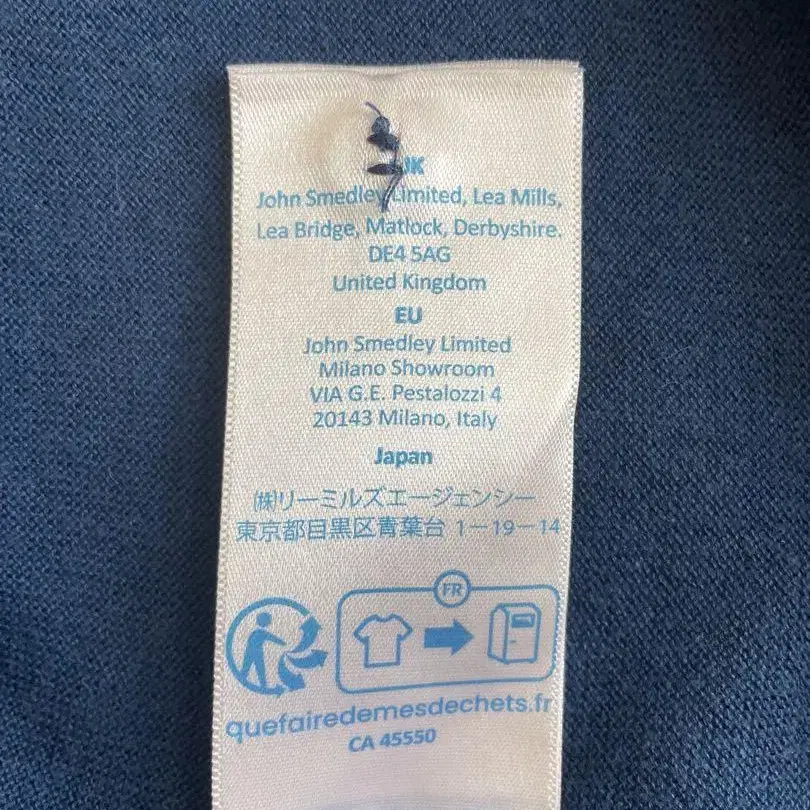 UK
John Smedley Limited, Lea Mills,
Lea Bridge, Matlock, Derbyshire.
DE4 5AG
United Kingdom
EU
John Smedley Limited
Milano Showroom
VIA G.E. Pestalozzi 4
20143 Milano, Italy
Japan
㈱リーミルズエージェンシー
東京都目黒区青葉台 1－19－14
FR
quefairedemesdechets.fr
CA 45550